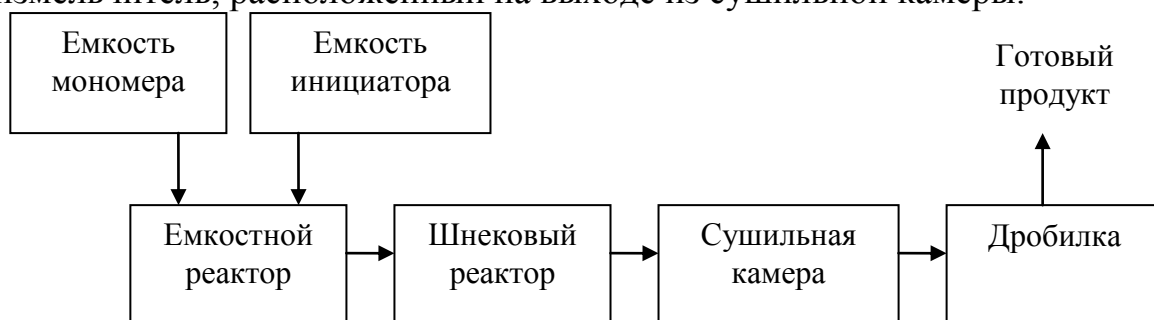 измельчитель, расположенный на выходе из сушильной камеры.
Емкость
мономера
Емкость
инициатора
Готовый
продукт
Емкостной
реактор
Шнековый
реактор
Сушильная
камера
Дробилка